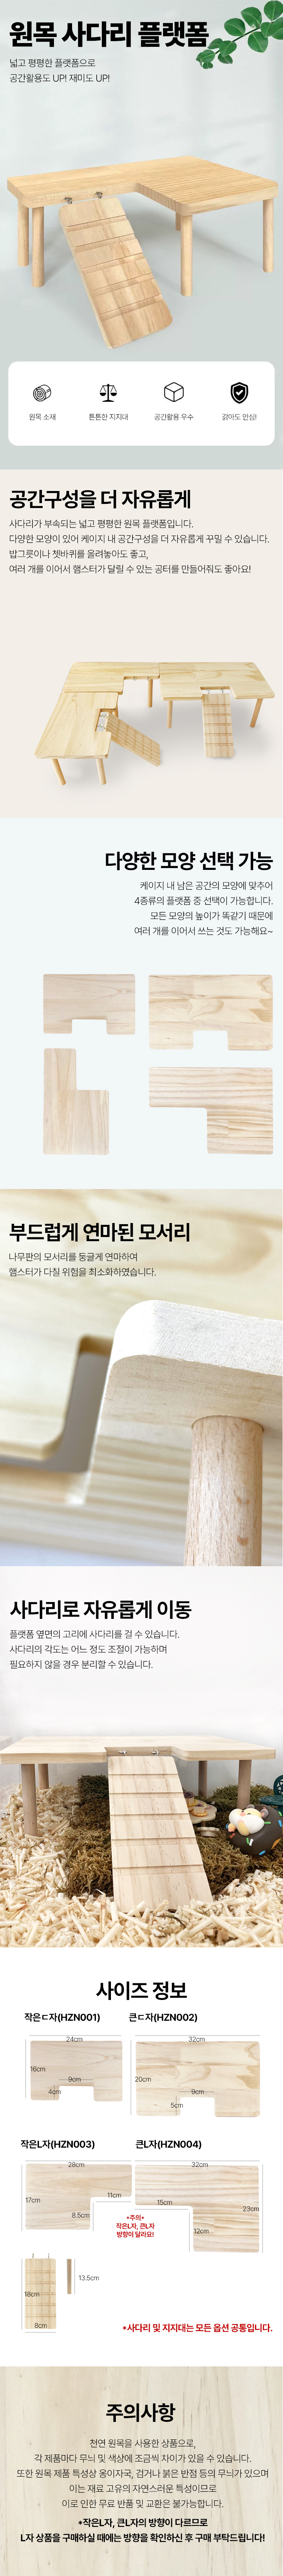 원목 사다리 플랫폼
넓고 평평한 플랫폼으로
공간활용도 UP! 재미도 UP!
원목 소재
튼튼한 지지대
공간활용 우수
갉아도 안심!
공간구성을 더 자유롭게
사다리가 부속되는 넓고 평평한 원목 플랫폼입니다.
다양한 모양이 있어 케이지 내 공간구성을 더 자유롭게 꾸밀 수 있습니다.
밥그릇이나 쳇바퀴를 올려놓아도 좋고,
여러 개를 이어서 햄스터가 달릴 수 있는 공터를 만들어줘도 좋아요!
다양한 모양 선택 가능
케이지 내 남은 공간의 모양에 맞추어
4종류의 플랫폼 중 선택이 가능합니다.
모든 모양의 높이가 똑같기 때문에
여러 개를 이어서 쓰는 것도 가능해요~
부드럽게 연마된 모서리
나무판의 모서리를 둥글게 연마하여
햄스터가 다칠 위험을 최소화하였습니다.
사다리로 자유롭게 이동
플랫폼 옆면의 고리에 사다리를 걸 수 있습니다.
사다리의 각도는 어느 정도 조절이 가능하며
필요하지 않을 경우 분리할 수 있습니다.
사이즈 정보
작은ㄷ자(HZN001)
24cm
16cm
9cm
4cm
큰ㄷ자(HZN002)
32cm
20cm
9cm
5cm
작은L자(HZN003)
28cm
17cm
11cm
8.5cm
큰L자(HZN004)
32cm
15cm
23cm
12cm
*주의*
작은L자, 큰L자
방향이 달라요!
18cm
8cm
13.5cm
*사다리 및 지지대는 모든 옵션 공통입니다.
주의사항
천연 원목을 사용한 상품으로,
각 제품마다 무늬 및 색상에 조금씩 차이가 있을 수 있습니다.
또한 원목 제품 특성상 옹이자국, 검거나 붉은 반점 등의 무늬가 있으며
이는 재료 고유의 자연스러운 특성이므로
이로 인한 무료 반품 및 교환은 불가능합니다.
*작은L자, 큰L자의 방향이 다르므로
L자 상품을 구매하실 때에는 방향을 확인하신 후 구매 부탁드립니다!